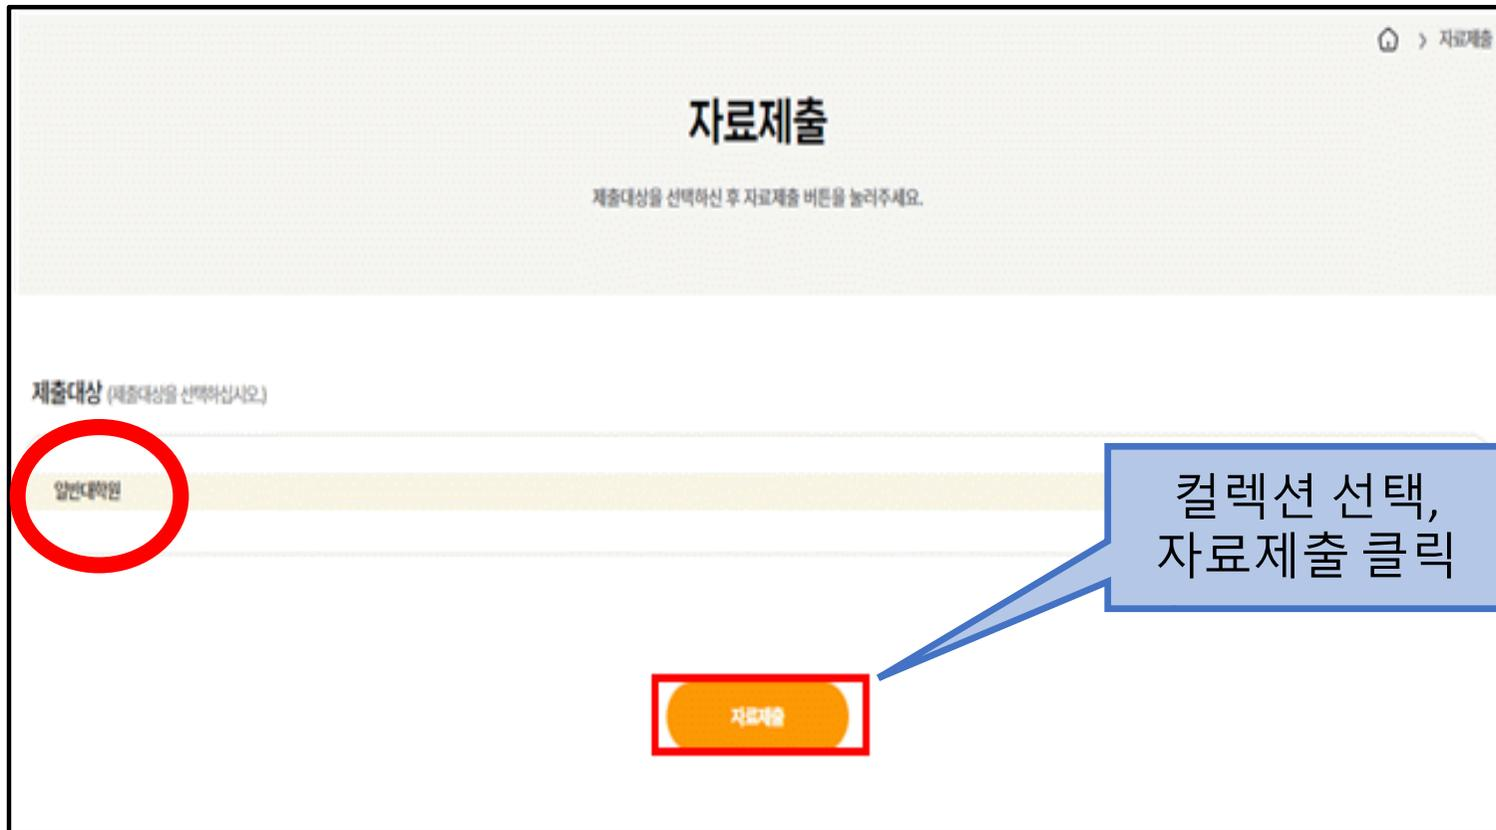 > 자료제출
자료제출
제출대상을 선택하신 후 자료제출 버튼을 눌러주세요.
제출대상 (제출대상을 선택하십시오.)
일반대학원
컬렉션 선택,
자료제출 클릭
자료제출